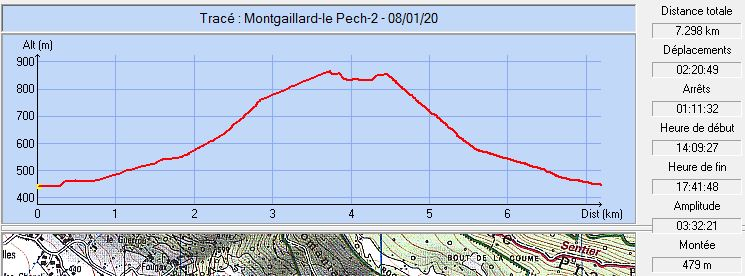 Tracé : Montgaillard-le Pech-2 - 08/01/20
Alt (m)
900
800
700
600
500
400
0 1 2 3 4 5 6 Dist (km)
Distance totale
7.298 km
Déplacements
02:20:49
Arrêts
01:11:32
Heure de début
14:09:27
Heure de fin
17:41:48
Amplitude
03:32:21
Montée
479 m
lles
Fougax
BOUT DE LA COUME
Sentier